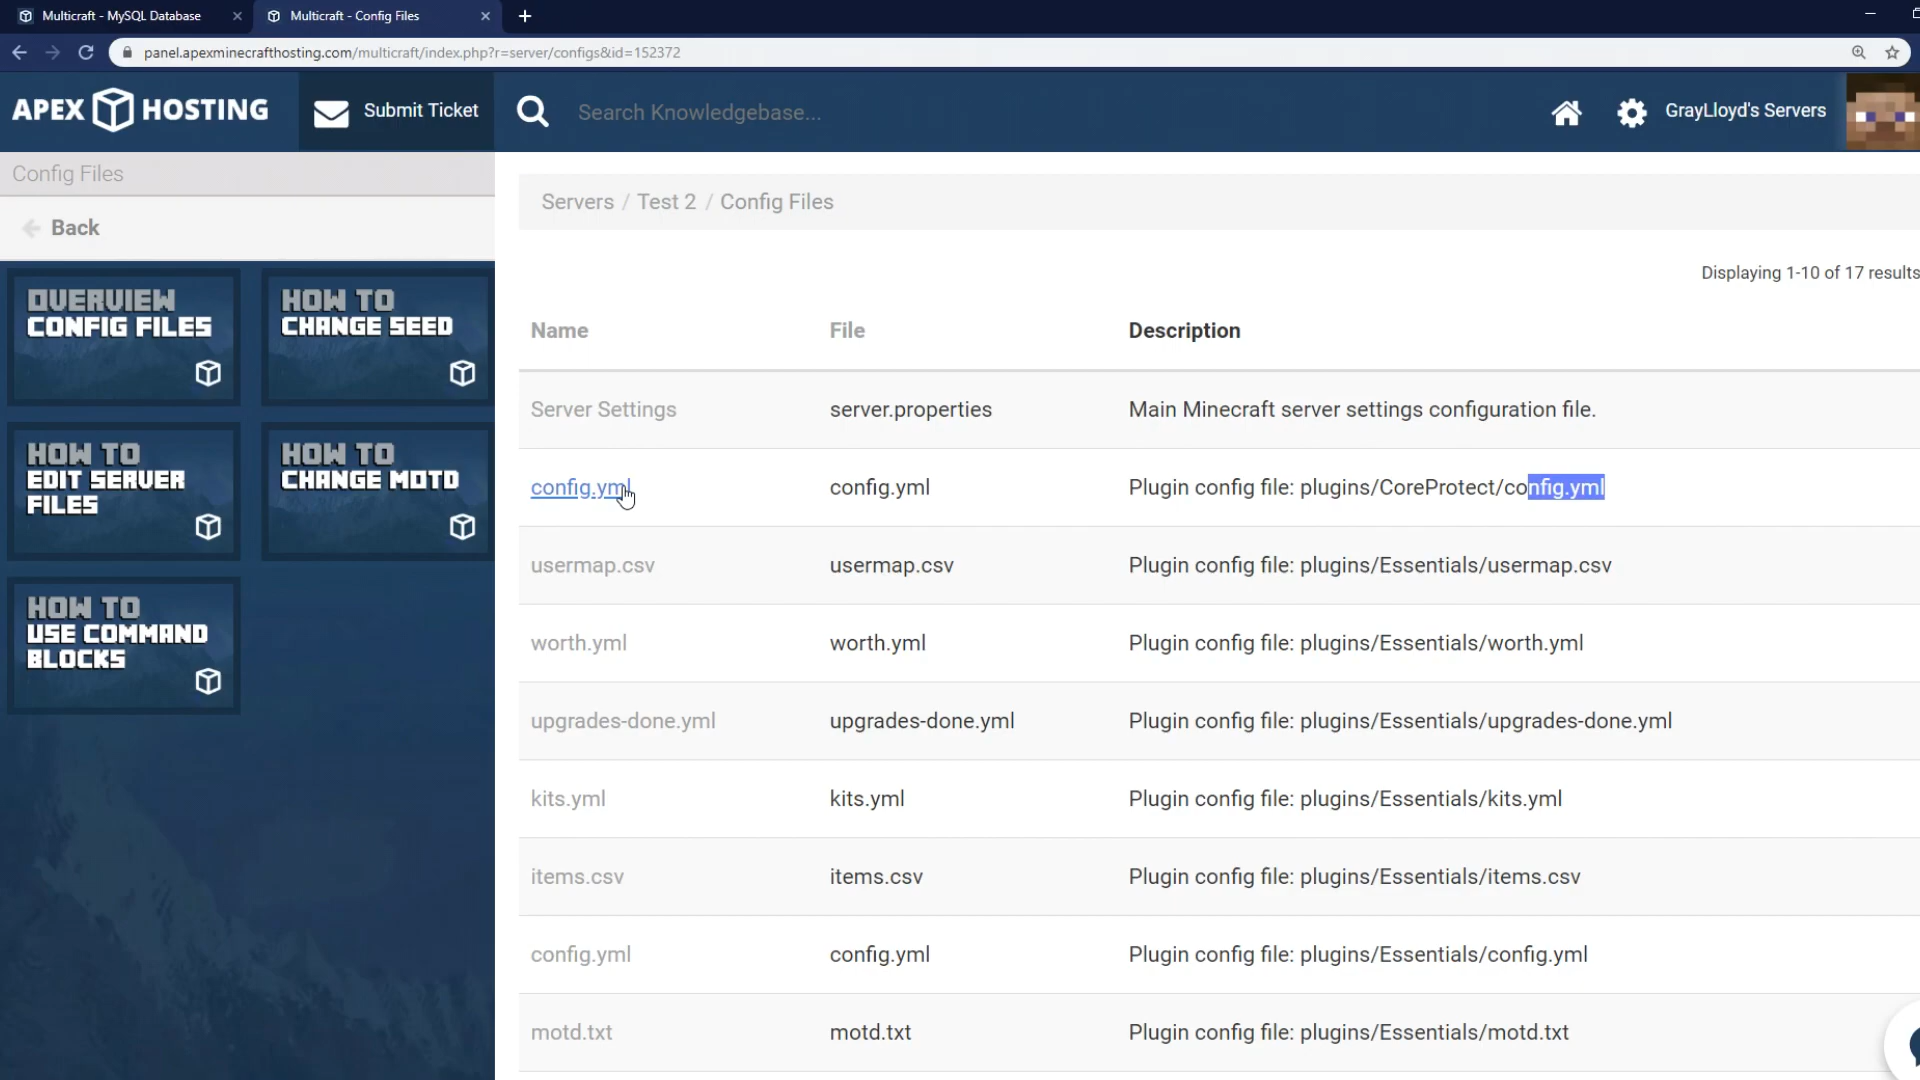 Multicraft - MySQL Database
Multicraft - Config Files
panel.apexminecrafthosting.com/multicraft/index.php?r=server/configs&id=152372
APEX HOSTING
Submit Ticket
Search Knowledgebase...
GrayLloyd's Servers
Config Files
Back
OVERVIEW
CONFIG FILES
HOW TO
CHANGE SEED
HOW TO
EDIT SERVER
FILES
HOW TO
CHANGE MOTD
HOW TO
USE COMMAND
BLOCKS
Servers / Test 2 / Config Files
Displaying 1-10 of 17 results
Name File Description
Server Settings server.properties Main Minecraft server settings configuration file.
config.yml config.yml Plugin config file: plugins/CoreProtect/config.yml
usermap.csv usermap.csv Plugin config file: plugins/Essentials/usermap.csv
worth.yml worth.yml Plugin config file: plugins/Essentials/worth.yml
upgrades-done.yml upgrades-done.yml Plugin config file: plugins/Essentials/upgrades-done.yml
kits.yml kits.yml Plugin config file: plugins/Essentials/kits.yml
items.csv items.csv Plugin config file: plugins/Essentials/items.csv
config.yml config.yml Plugin config file: plugins/Essentials/config.yml
motd.txt motd.txt Plugin config file: plugins/Essentials/motd.txt